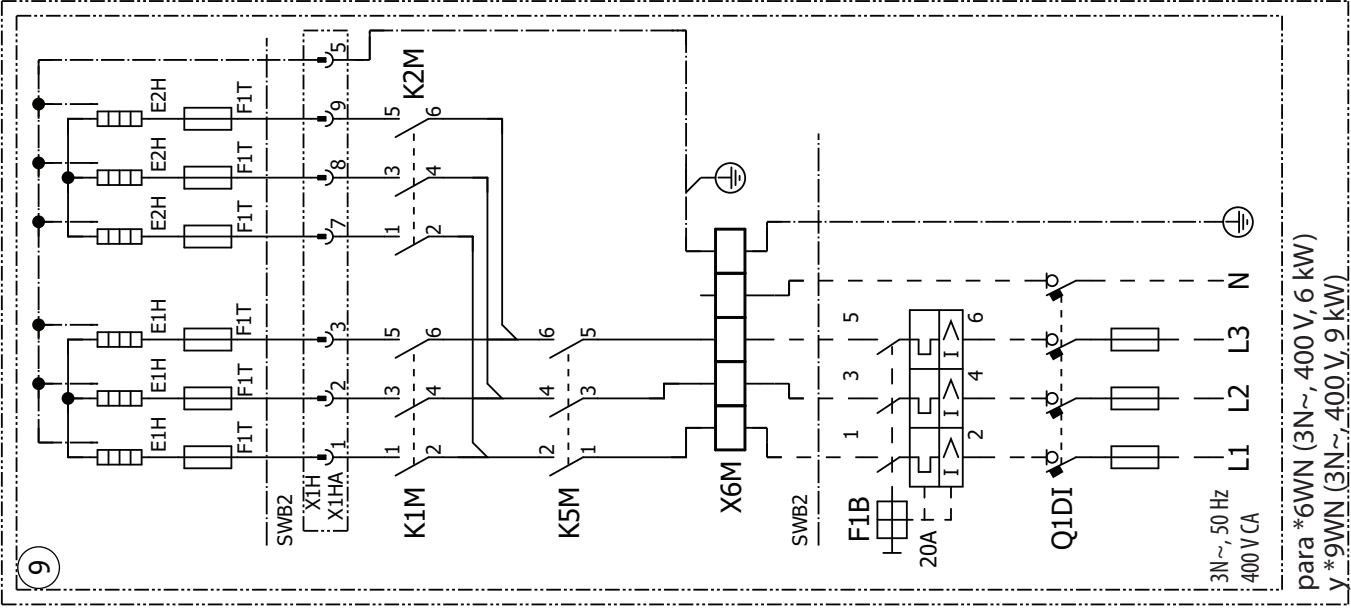 9
E1H E1H E1H E2H E2H E2H
F1T F1T F1T F1T F1T F1T
SWB2
X1H
X1HA
1 2 3 7 8 9 5
K2M
1 3 5 1 3 5
2 4 6 2 4 6
K1M
2 4 6
1 3 5
K5M
X6M
SWB2
1 3 5
F1B
I> I> I>
2 4 6
20A
Q1DI
L1 L2 L3 N
3N~, 50 Hz
400 V CA
para *6WN (3N~, 400 V, 6 kW)
y *9WN (3N~, 400 V, 9 kW)